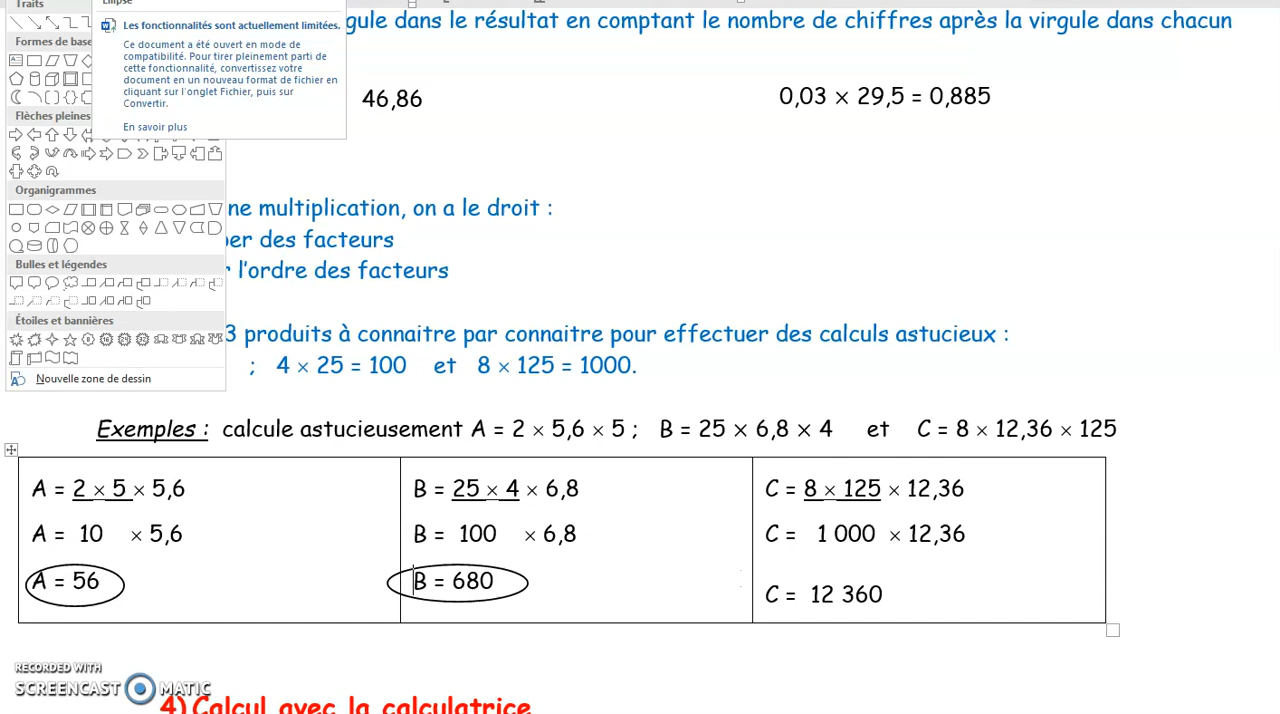 Traits
Ellipse
Les fonctionnalités sont actuellement limitées.
Ce document a été ouvert en mode de
compatibilité. Pour tirer pleinement parti de
cette fonctionnalité, convertissez votre
document en un nouveau format de fichier en
cliquant sur l'onglet Fichier, puis sur
Convertir.
En savoir plus
Formes de base
Flèches pleines
Organigrammes
Bulles et légendes
Étoiles et bannières
Nouvelle zone de dessin
gule dans le résultat en comptant le nombre de chiffres après la virgule dans chacun
46,86
0,03 × 29,5 = 0,885
ne multiplication, on a le droit :
per des facteurs
r l'ordre des facteurs
3 produits à connaitre par connaitre pour effectuer des calculs astucieux :
; 4 × 25 = 100 et 8 × 125 = 1000.
Exemples : calcule astucieusement A = 2 × 5,6 × 5 ; B = 25 × 6,8 × 4 et C = 8 × 12,36 × 125
A = 2 × 5 × 5,6
A = 10 × 5,6
A = 56
B = 25 × 4 × 6,8
B = 100 × 6,8
B = 680
C = 8 × 125 × 12,36
C = 1 000 × 12,36
C = 12 360
RECORDED WITH
SCREENCAST MATIC
4) Calcul avec la calculatrice